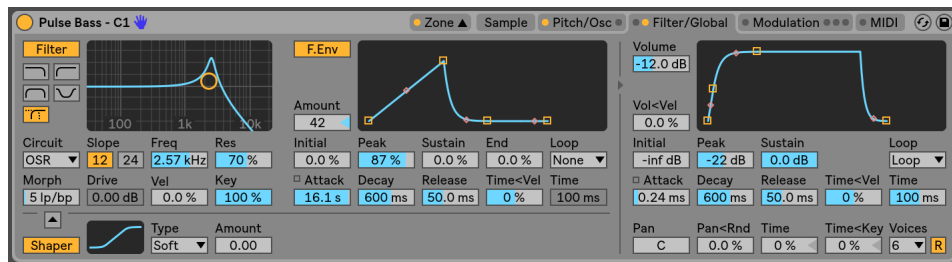 Pulse Bass - C1 Zone Sample Pitch/Osc Filter/Global Modulation MIDI
Filter F.Env Volume
-12.0 dB
Amount Vol<Vel
100 1k 10k 42 0.0 %
Circuit Slope Freq Res Initial Peak Sustain End Loop Initial Peak Sustain Loop
OSR 12 24 2.57 kHz 70 % 0.0 % 87 % 0.0 % 0.0 % None -inf dB -22 dB 0.0 dB Loop
Morph Drive Vel Key Attack Decay Release Time<Vel Time Attack Decay Release Time<Vel Time
5 lp/bp 0.00 dB 0.0 % 100 % 16.1 s 600 ms 50.0 ms 0 % 100 ms 0.24 ms 600 ms 50.0 ms 0 % 100 ms
Type Amount Pan Pan<Rnd Time Time<Key Voices
Shaper Soft 0.00 C 0.0 % 0 % 0 % 6 R